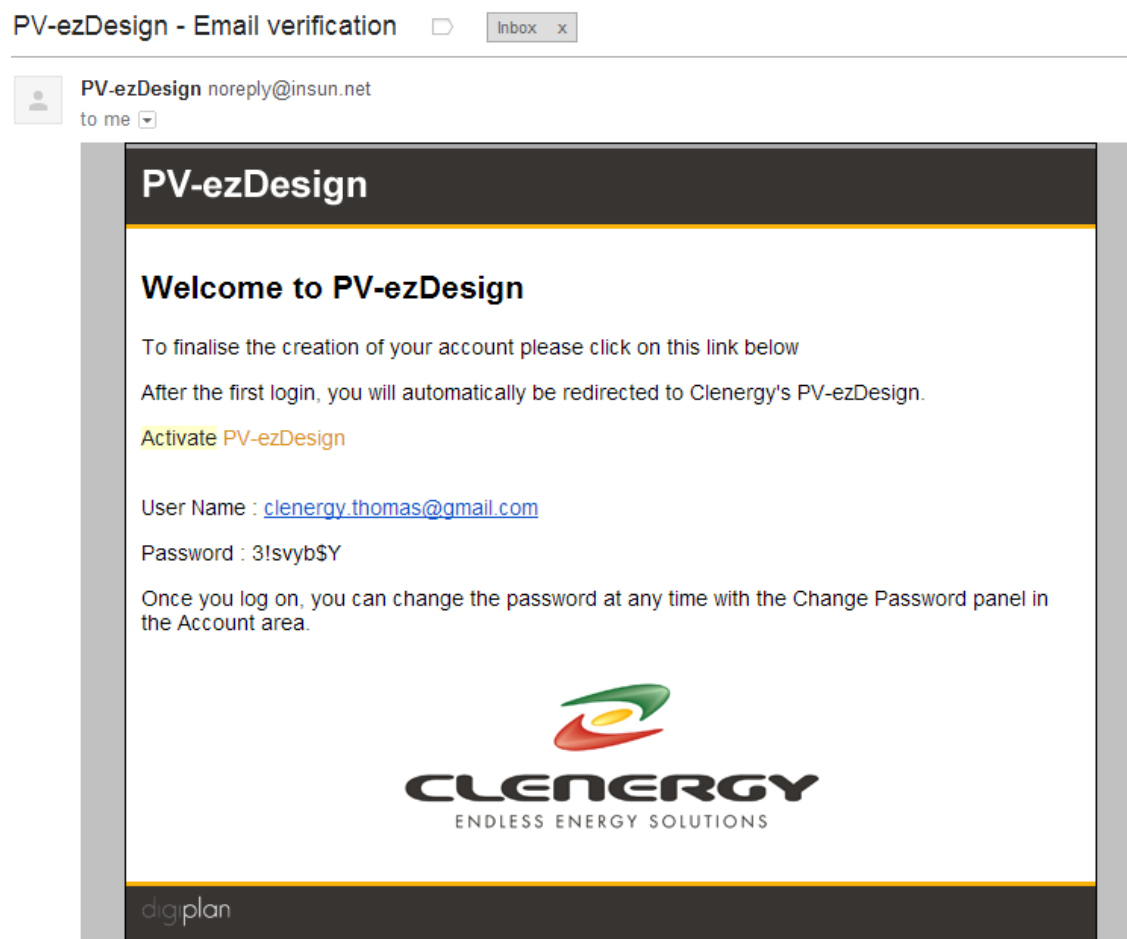 PV-ezDesign - Email verification
Inbox x
PV-ezDesign noreply@insun.net
to me
PV-ezDesign
Welcome to PV-ezDesign
To finalise the creation of your account please click on this link below
After the first login, you will automatically be redirected to Clenergy's PV-ezDesign.
Activate PV-ezDesign
User Name : clenergy.thomas@gmail.com
Password : 3!svyb$Y
Once you log on, you can change the password at any time with the Change Password panel in
the Account area.
CLENERGY
ENDLESS ENERGY SOLUTIONS
digiplan